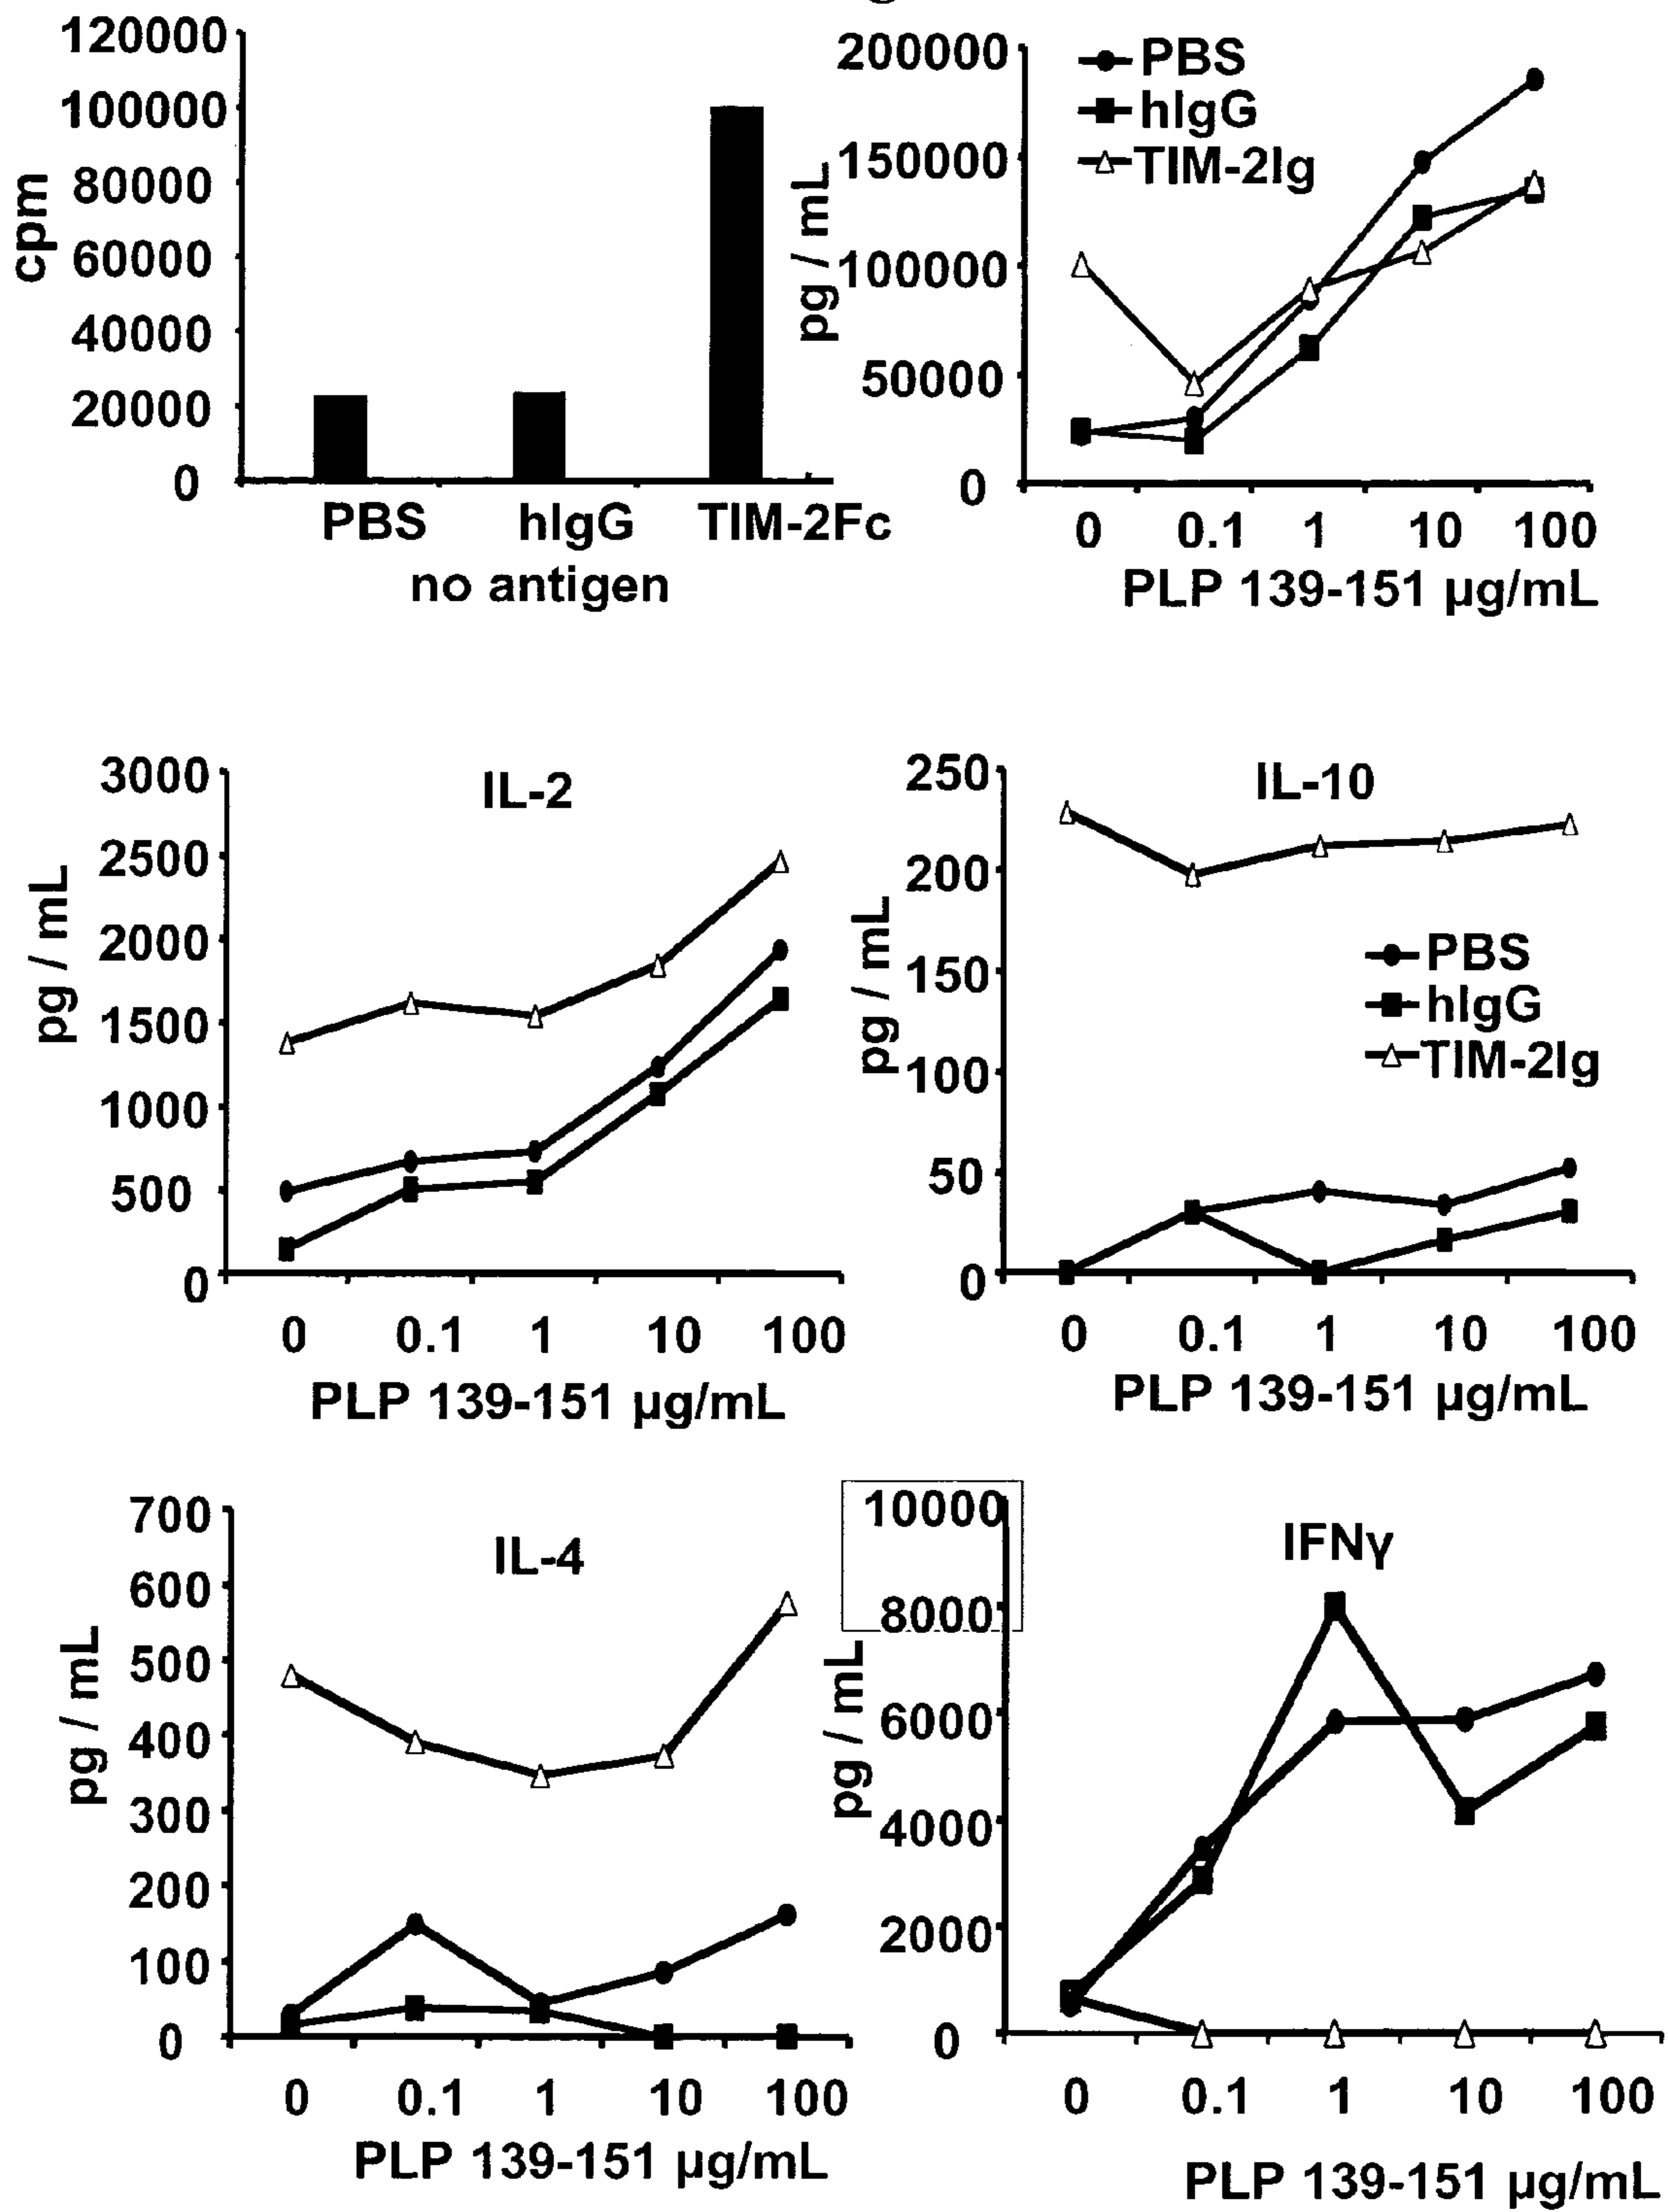 120000
100000
80000
60000
40000
20000
0
cpm
PBS hIgG TIM-2Fc
no antigen
200000
150000
100000
50000
0
pg / mL
PBS
hIgG
TIM-2Ig
0 0.1 1 10 100
PLP 139-151 µg/mL
IL-2
3000
2500
2000
1500
1000
500
0
pg / mL
0 0.1 1 10 100
PLP 139-151 µg/mL
IL-10
250
200
150
100
50
0
pg / mL
PBS
hIgG
TIM-2Ig
0 0.1 1 10 100
PLP 139-151 µg/mL
IL-4
700
600
500
400
300
200
100
0
pg / mL
0 0.1 1 10 100
PLP 139-151 µg/mL
IFNγ
10000
8000
6000
4000
2000
0
pg / mL
0 0.1 1 10 100
PLP 139-151 µg/mL